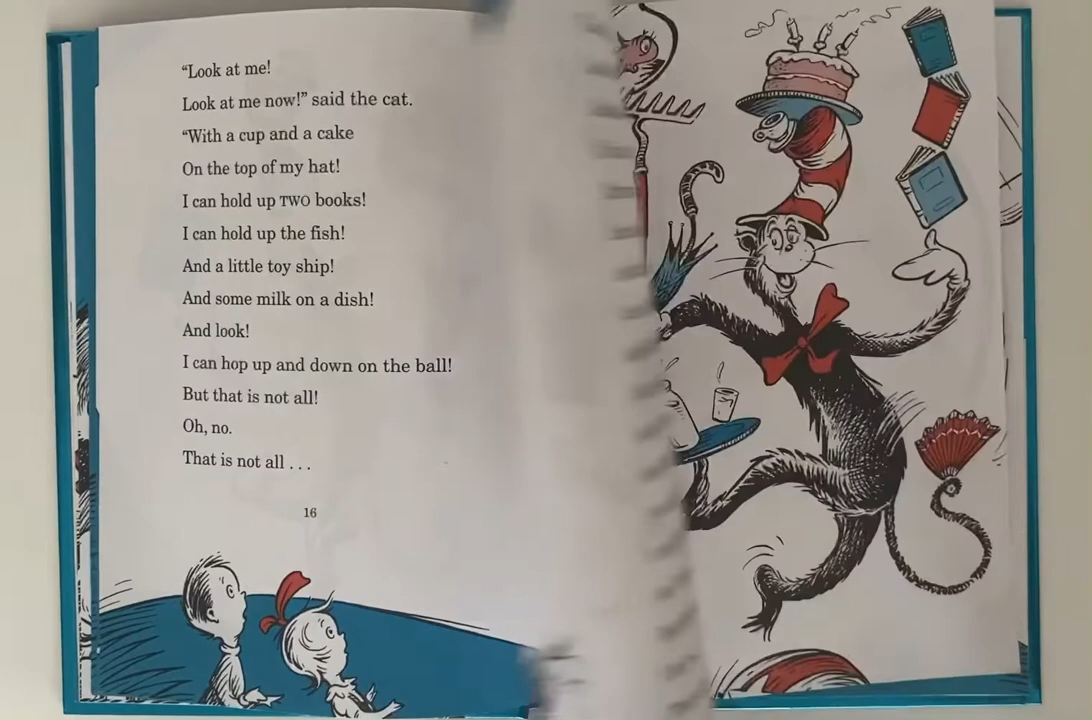 “Look at me!
Look at me now!” said the cat.
“With a cup and a cake
On the top of my hat!
I can hold up TWO books!
I can hold up the fish!
And a little toy ship!
And some milk on a dish!
And look!
I can hop up and down on the ball!
But that is not all!
Oh, no.
That is not all . . .
16